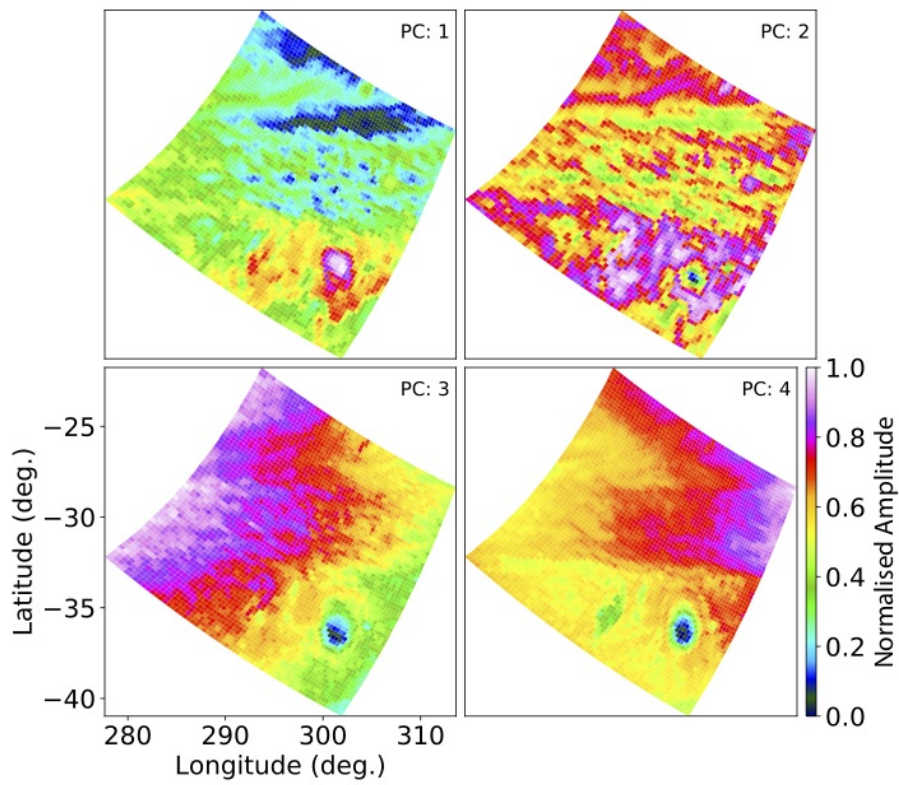 PC: 1
PC: 2
PC: 3
PC: 4
−25
−30
−35
−40
Latitude (deg.)
280 290 300 310
Longitude (deg.)
1.0
0.8
0.6
0.4
0.2
0.0
Normalised Amplitude